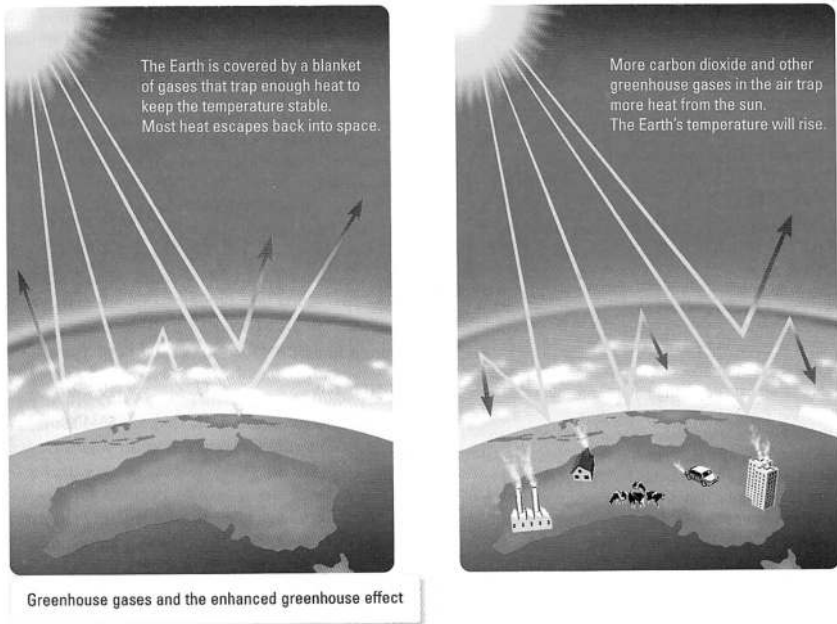 The Earth is covered by a blanket
of gases that trap enough heat to
keep the temperature stable.
Most heat escapes back into space.
More carbon dioxide and other
greenhouse gases in the air trap
more heat from the sun.
The Earth's temperature will rise.
Greenhouse gases and the enhanced greenhouse effect